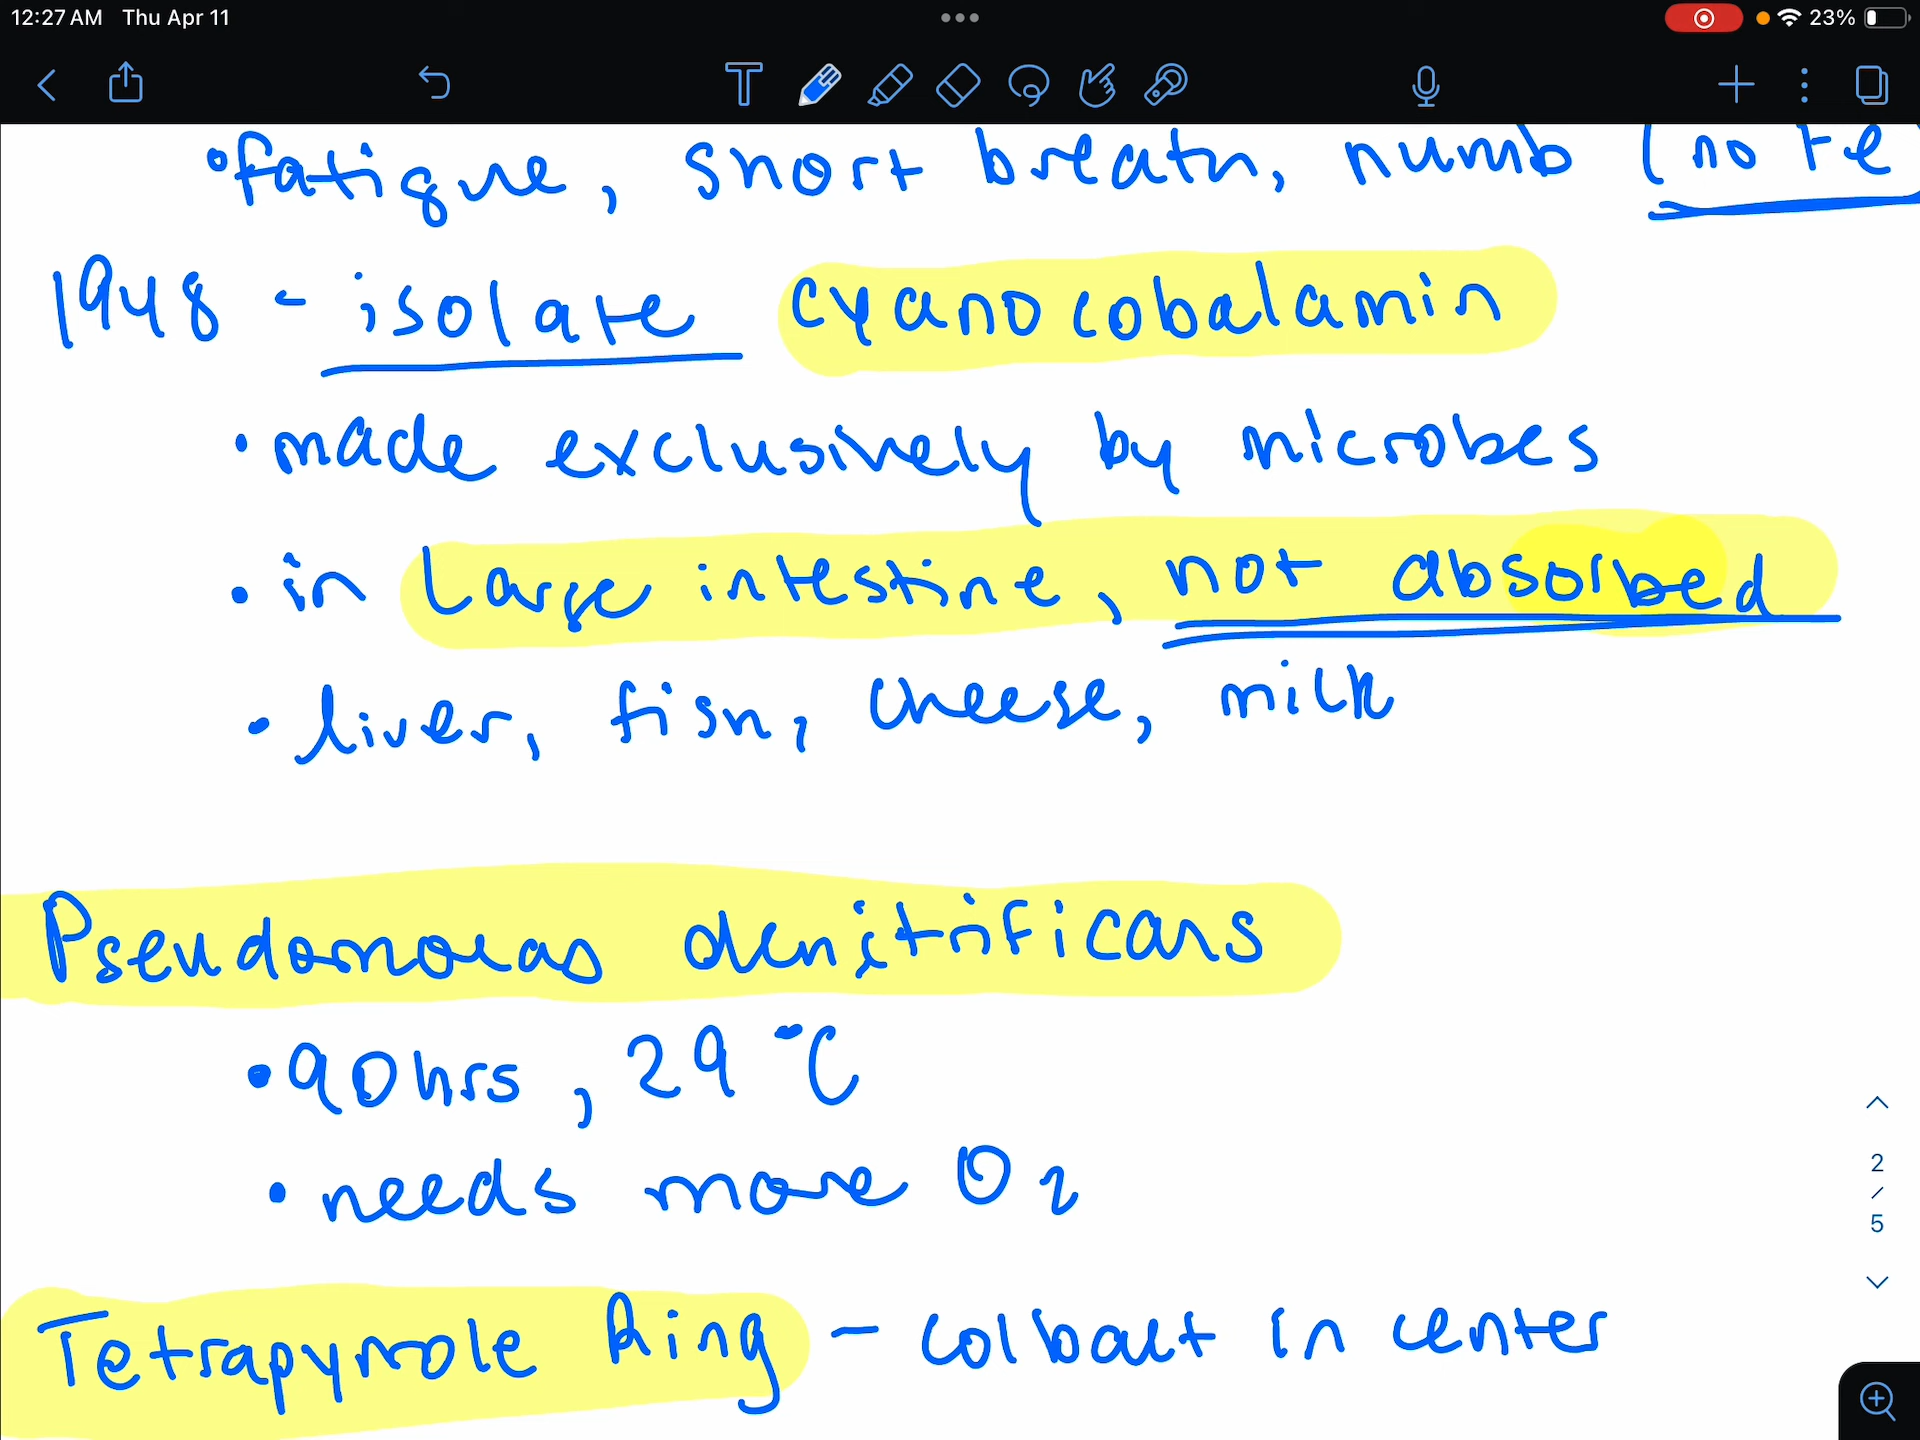 12:27 AM Thu Apr 11 23%
•fatigue, short breath, numb (note
1948 - isolate cyanocobalamin
• made exclusively by microbes
• in Large intestine, not absorbed
• liver, fish, cheese, milk
Pseudomonas denitrificans
• 90hrs, 29 °C
• needs more O2
2
/
5
Tetrapyrrole Ring - colbalt in center